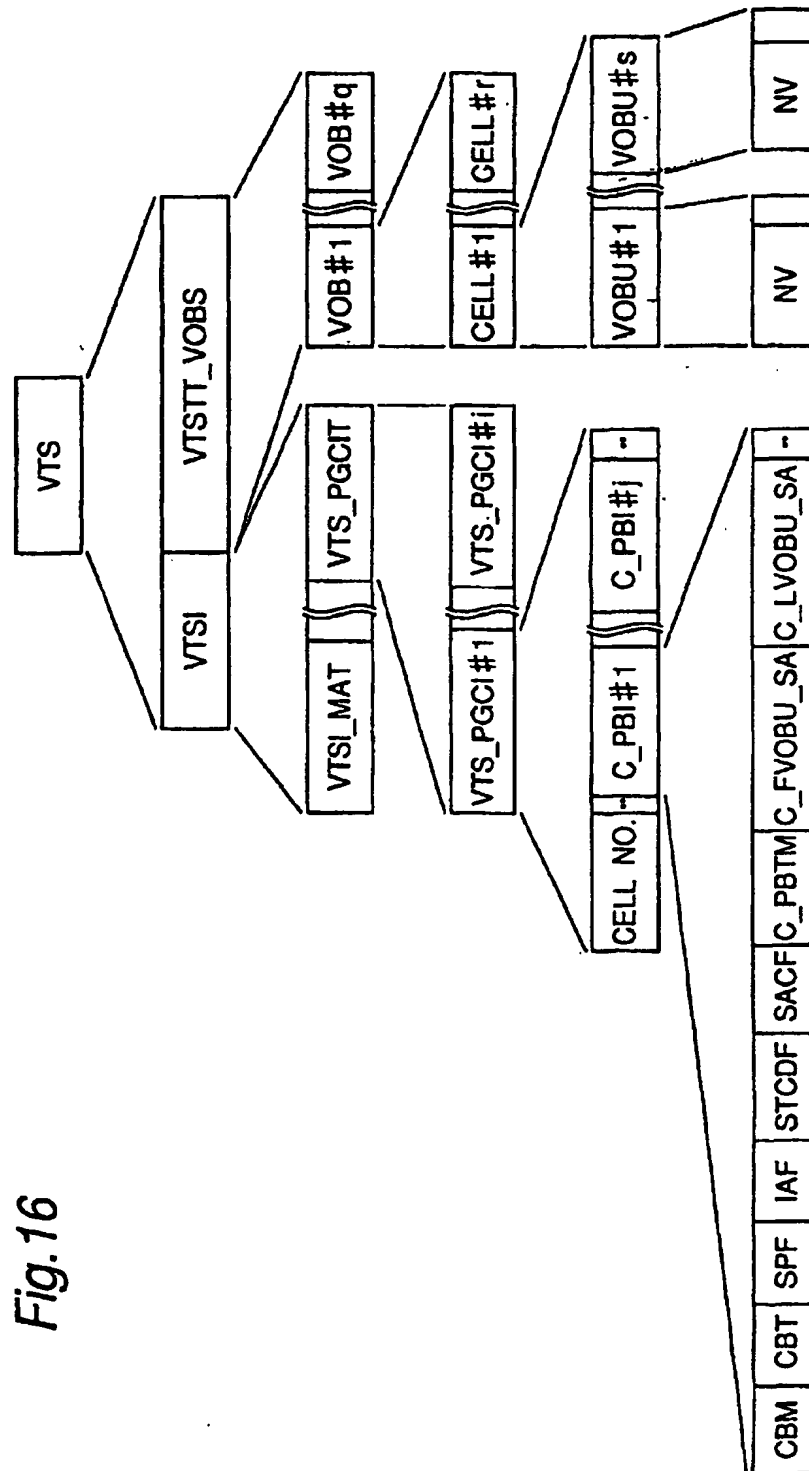 Fig.16
VTS
VTSI VTSTT_VOBS
VTSI_MAT VTS_PGCIT VOB#1 VOB#q
VTS_PGCI#1 VTS_PGCI#i CELL#1 CELL#r
CELL NO. -- C_PBI#1 C_PBI#j -- VOBU#1 VOBU#s
CBM CBT SPF IAF STCDF SACF C_PBTM C_FVOBU_SA C_LVOBU_SA -- NV NV